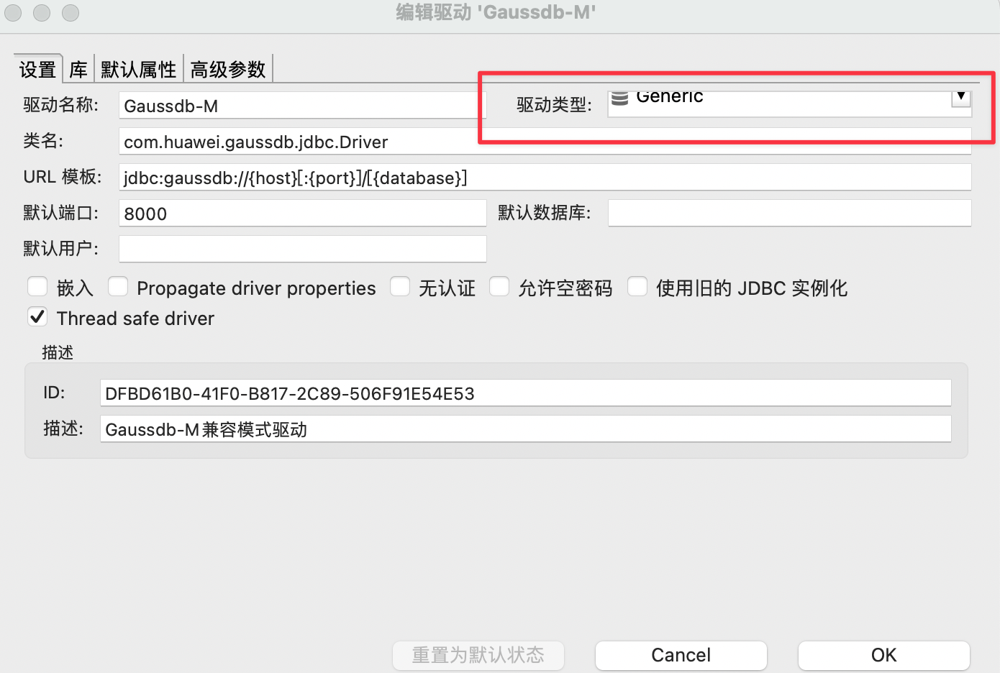 编辑驱动 'Gaussdb-M'
设置 库 默认属性 高级参数
驱动名称: Gaussdb-M 驱动类型: Generic
类名: com.huawei.gaussdb.jdbc.Driver
URL 模板: jdbc:gaussdb://{host}[:{port}]/[{database}]
默认端口: 8000 默认数据库:
默认用户:
嵌入 Propagate driver properties 无认证 允许空密码 使用旧的 JDBC 实例化
Thread safe driver
描述
ID: DFBD61B0-41F0-B817-2C89-506F91E54E53
描述: Gaussdb-M兼容模式驱动
重置为默认状态 Cancel OK